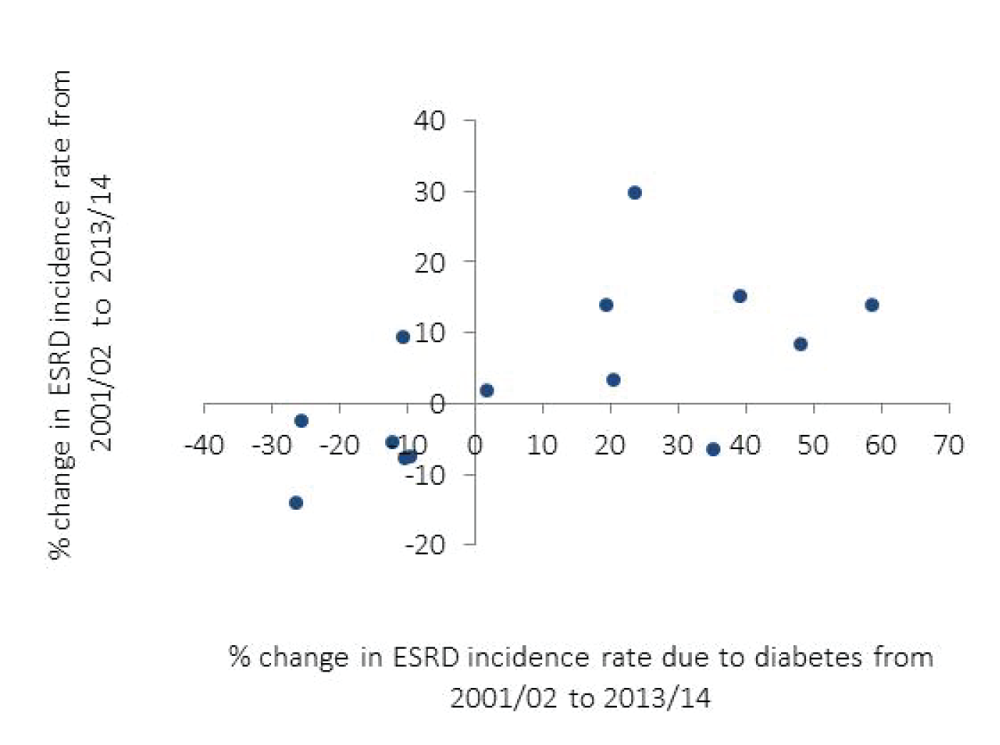 % change in ESRD incidence rate from
2001/02 to 2013/14
40
30
20
10
0
-10
-20
-40 -30 -20 -10 0 10 20 30 40 50 60 70
% change in ESRD incidence rate due to diabetes from
2001/02 to 2013/14